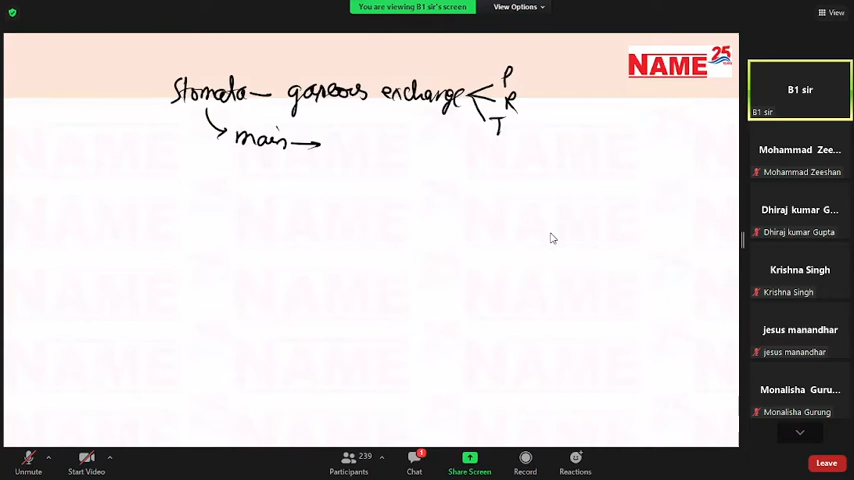 You are viewing B1 sir's screen
View Options
View
Stomata — gaseous exchange
P
R
T
main →
NAME 25
B1 sir
B1 sir
Mohammad Zee...
Mohammad Zeeshan
Dhiraj kumar G...
Dhiraj kumar Gupta
Krishna Singh
Krishna Singh
jesus manandhar
jesus manandhar
Monalisha Guru...
Monalisha Gurung
239
1
Unmute
Start Video
Participants
Chat
Share Screen
Record
Reactions
Leave